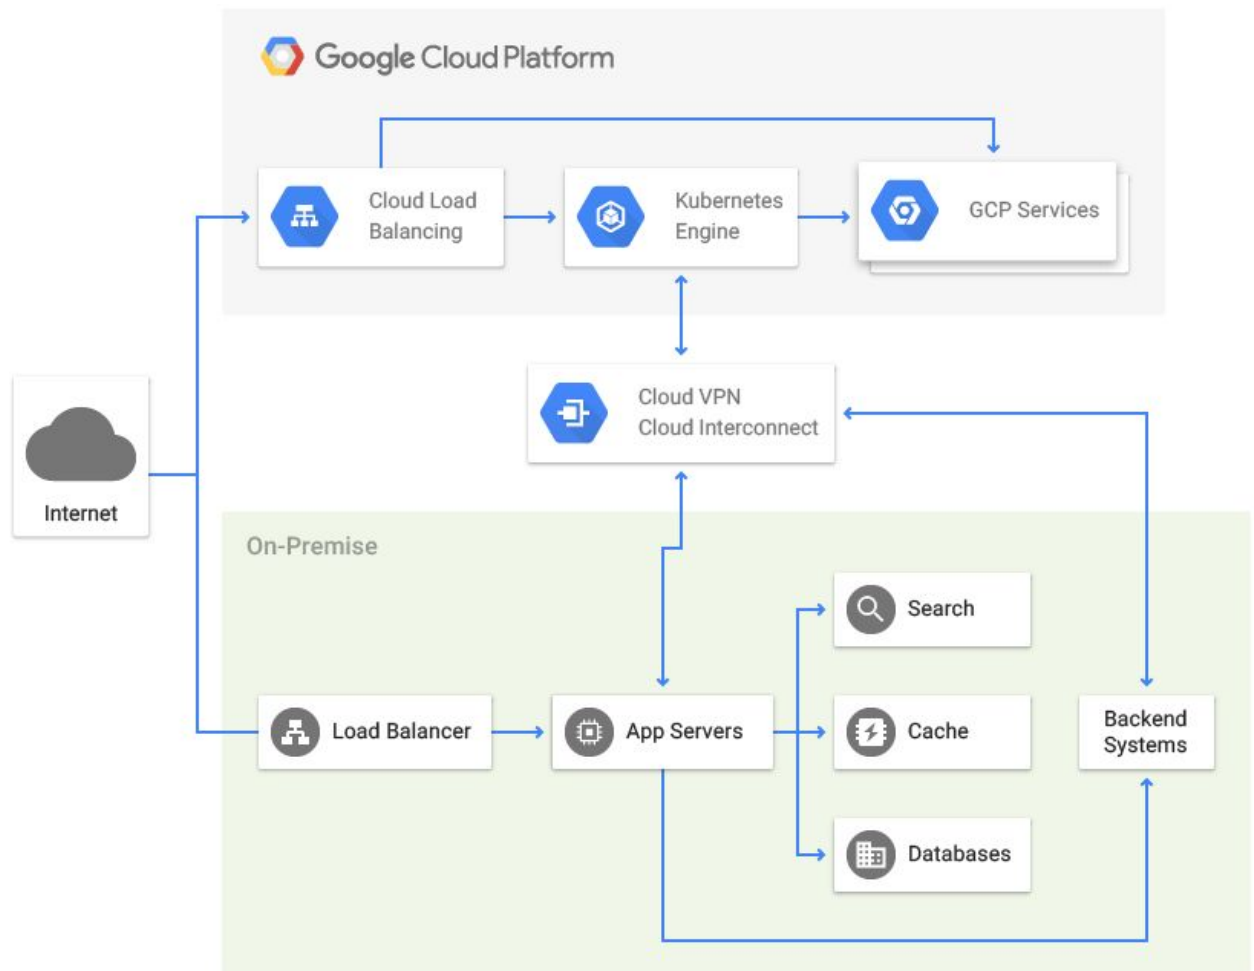 Google Cloud Platform
Cloud Load
Balancing
Kubernetes
Engine
GCP Services
Cloud VPN
Cloud Interconnect
Internet
On-Premise
Search
Load Balancer
App Servers
Cache
Backend
Systems
Databases